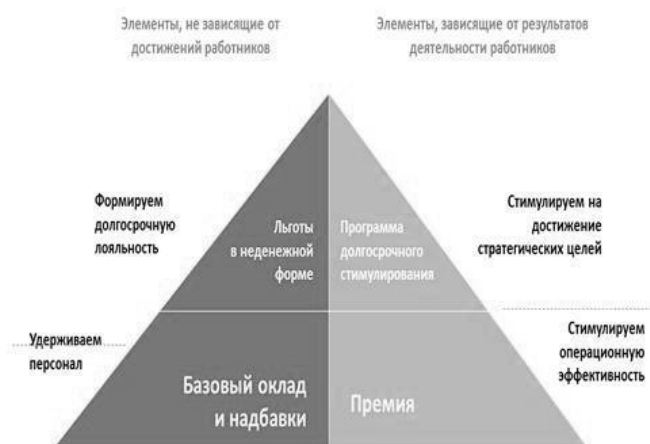 Элементы, не зависящие от
достижений работников
Элементы, зависящие от результатов
деятельности работников
Формируем
долгосрочную
лояльность
Льготы
в неденежной
форме
Программа
долгосрочного
стимулирования
Стимулируем на
достижение
стратегических целей
Удерживаем
персонал
Базовый оклад
и надбавки
Премия
Стимулируем
операционную
эффективность